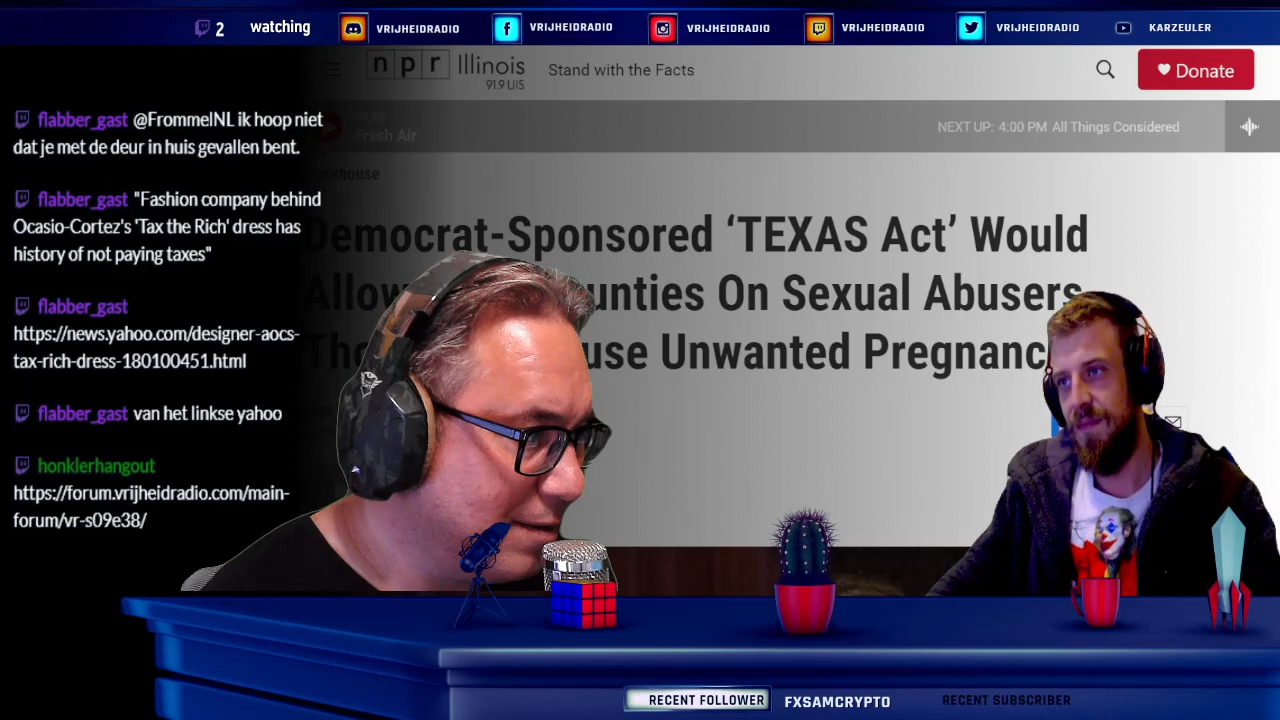 2 watching
VRIJHEIDRADIO
VRIJHEIDRADIO
VRIJHEIDRADIO
VRIJHEIDRADIO
VRIJHEIDRADIO
KARZEULER
npr Illinois
91.9 UIS
Stand with the Facts
Donate
Fresh Air
NEXT UP: 4:00 PM All Things Considered
Democrat-Sponsored ‘TEXAS Act’ Would
On Sexual Abusers
Unwanted
flabber_gast @FrommelNL ik hoop niet
dat je met de deur in huis gevallen bent.
flabber_gast "Fashion company behind
Ocasio-Cortez's 'Tax the Rich' dress has
history of not paying taxes"
flabber_gast
https://news.yahoo.com/designer-aocs-
tax-rich-dress-180100451.html
flabber_gast van het linkse yahoo
honklerhangout
https://forum.vrijheidradio.com/main-
forum/vr-s09e38/
RECENT FOLLOWER FXSAMCRYPTO RECENT SUBSCRIBER